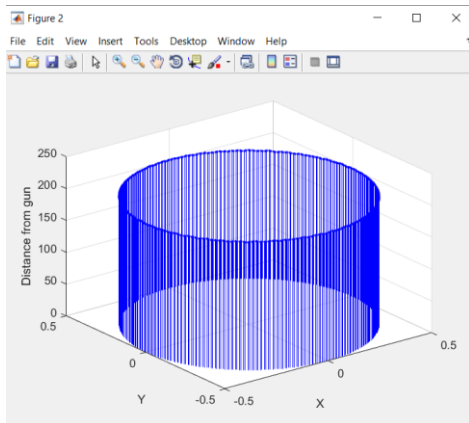 Figure 2
File Edit View Insert Tools Desktop Window Help
250
200
150
100
50
0
Distance from gun
0.5
0
-0.5
Y
-0.5
0
0.5
X